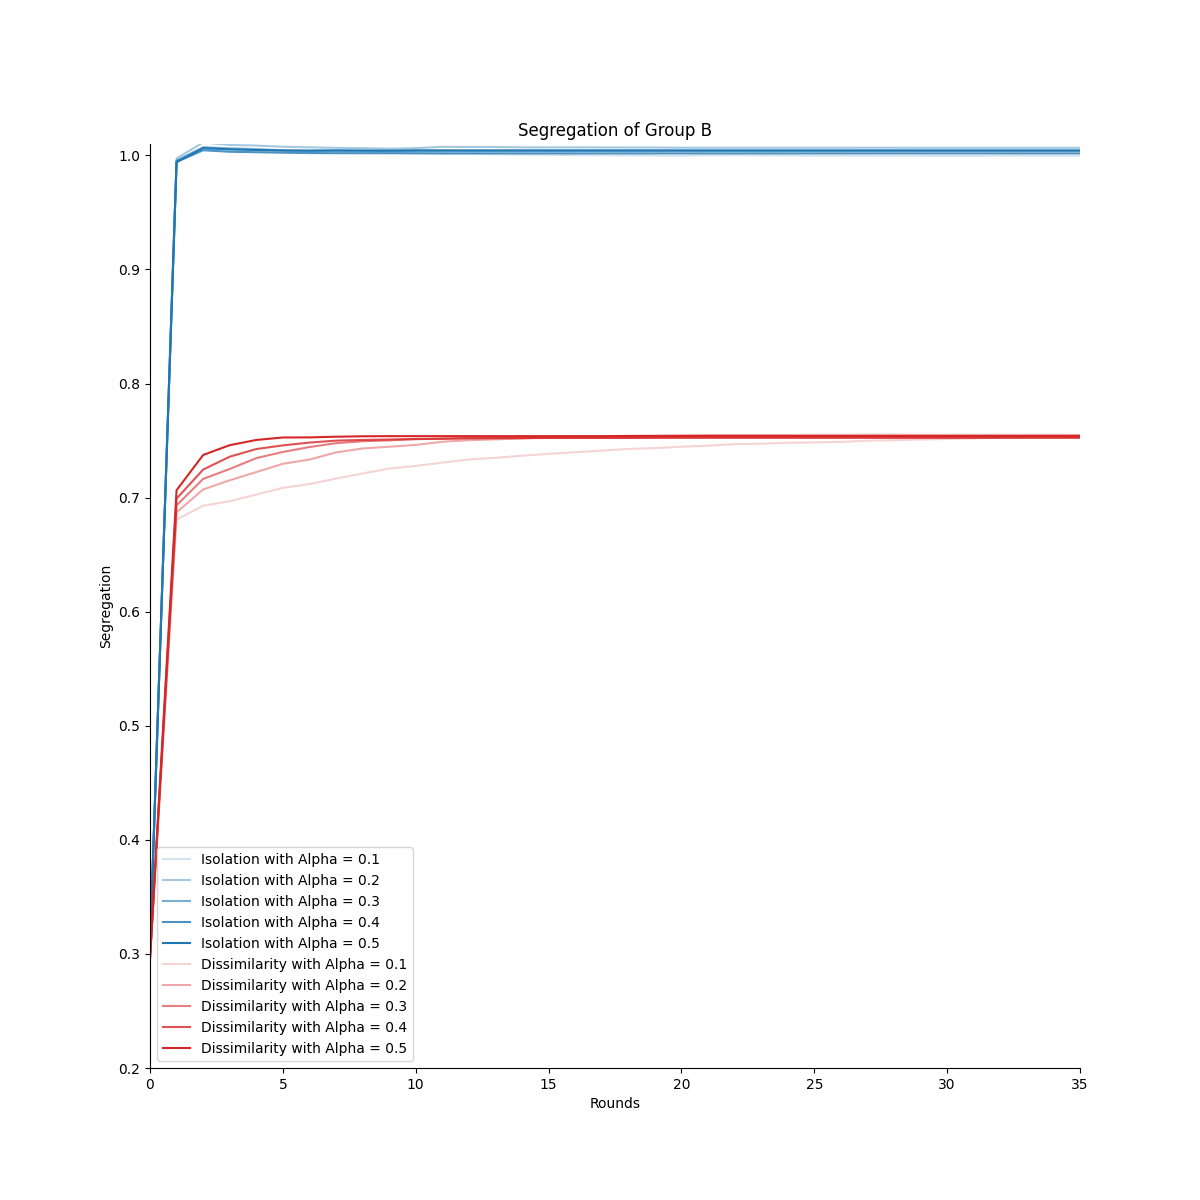 Segregation of Group B
1.0
0.9
0.8
0.7
0.6
0.5
0.4
0.3
0.2
Segregation
Isolation with Alpha = 0.1
Isolation with Alpha = 0.2
Isolation with Alpha = 0.3
Isolation with Alpha = 0.4
Isolation with Alpha = 0.5
Dissimilarity with Alpha = 0.1
Dissimilarity with Alpha = 0.2
Dissimilarity with Alpha = 0.3
Dissimilarity with Alpha = 0.4
Dissimilarity with Alpha = 0.5
0 5 10 15 20 25 30 35
Rounds